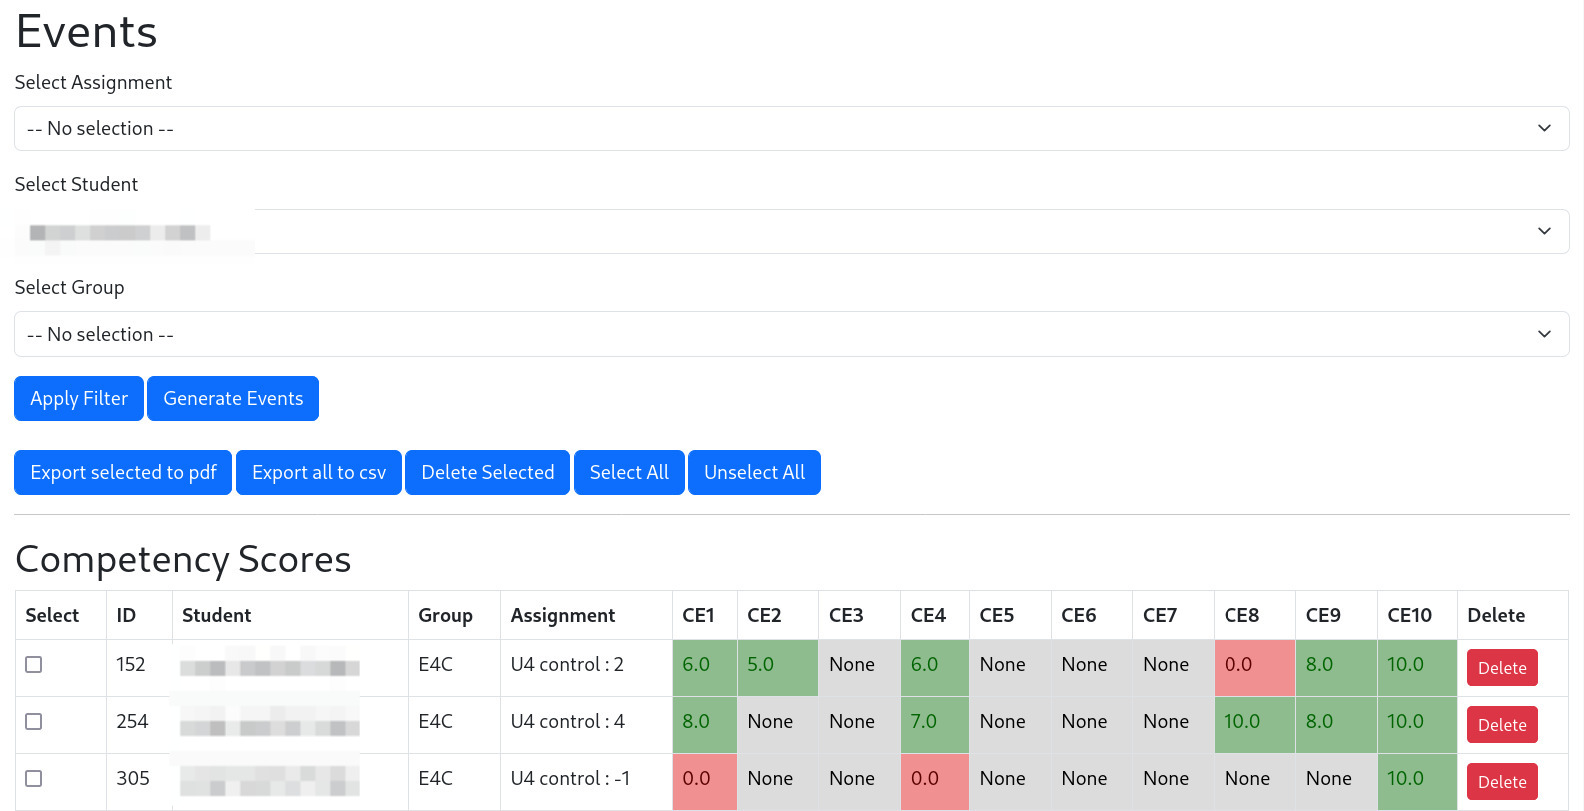 Events
Select Assignment
-- No selection --
Select Student
Select Group
-- No selection --
Apply Filter Generate Events
Export selected to pdf Export all to csv Delete Selected Select All Unselect All
Competency Scores
Select ID Student Group Assignment CE1 CE2 CE3 CE4 CE5 CE6 CE7 CE8 CE9 CE10 Delete
152 E4C U4 control : 2 6.0 5.0 None 6.0 None None None 0.0 8.0 10.0 Delete
254 E4C U4 control : 4 8.0 None None 7.0 None None None 10.0 8.0 10.0 Delete
305 E4C U4 control : -1 0.0 None None 0.0 None None None None None 10.0 Delete